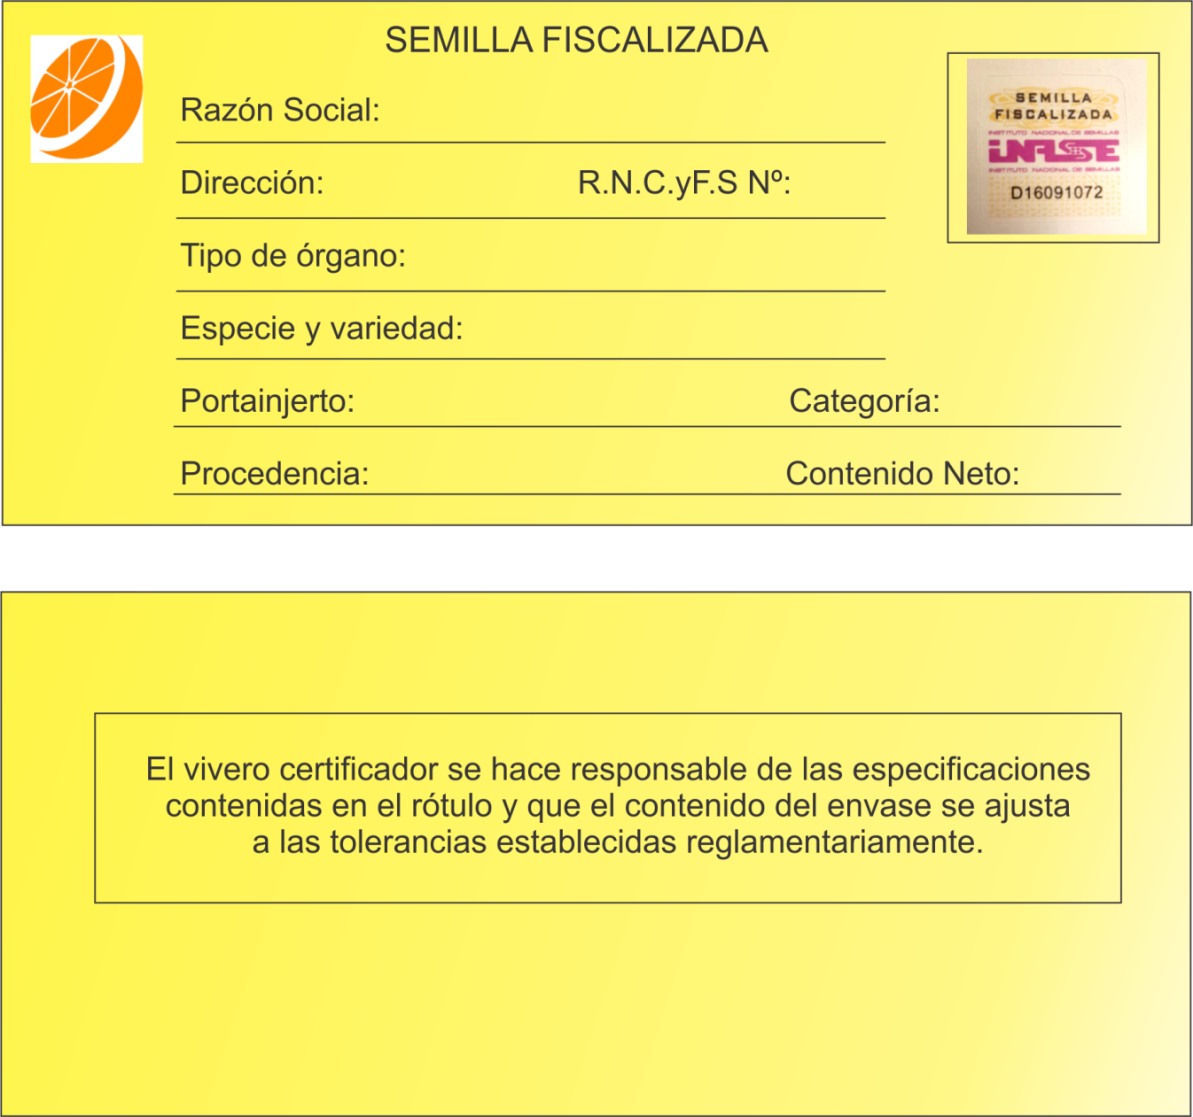 SEMILLA FISCALIZADA
Razón Social:
Dirección: R.N.C.yF.S Nº:
Tipo de órgano:
Especie y variedad:
Portainjerto: Categoría:
Procedencia: Contenido Neto:
SEMILLA
FISCALIZADA
INSTITUTO NACIONAL DE SEMILLAS
INASE
INSTITUTO NACIONAL DE SEMILLAS
D16091072
El vivero certificador se hace responsable de las especificaciones
contenidas en el rótulo y que el contenido del envase se ajusta
a las tolerancias establecidas reglamentariamente.